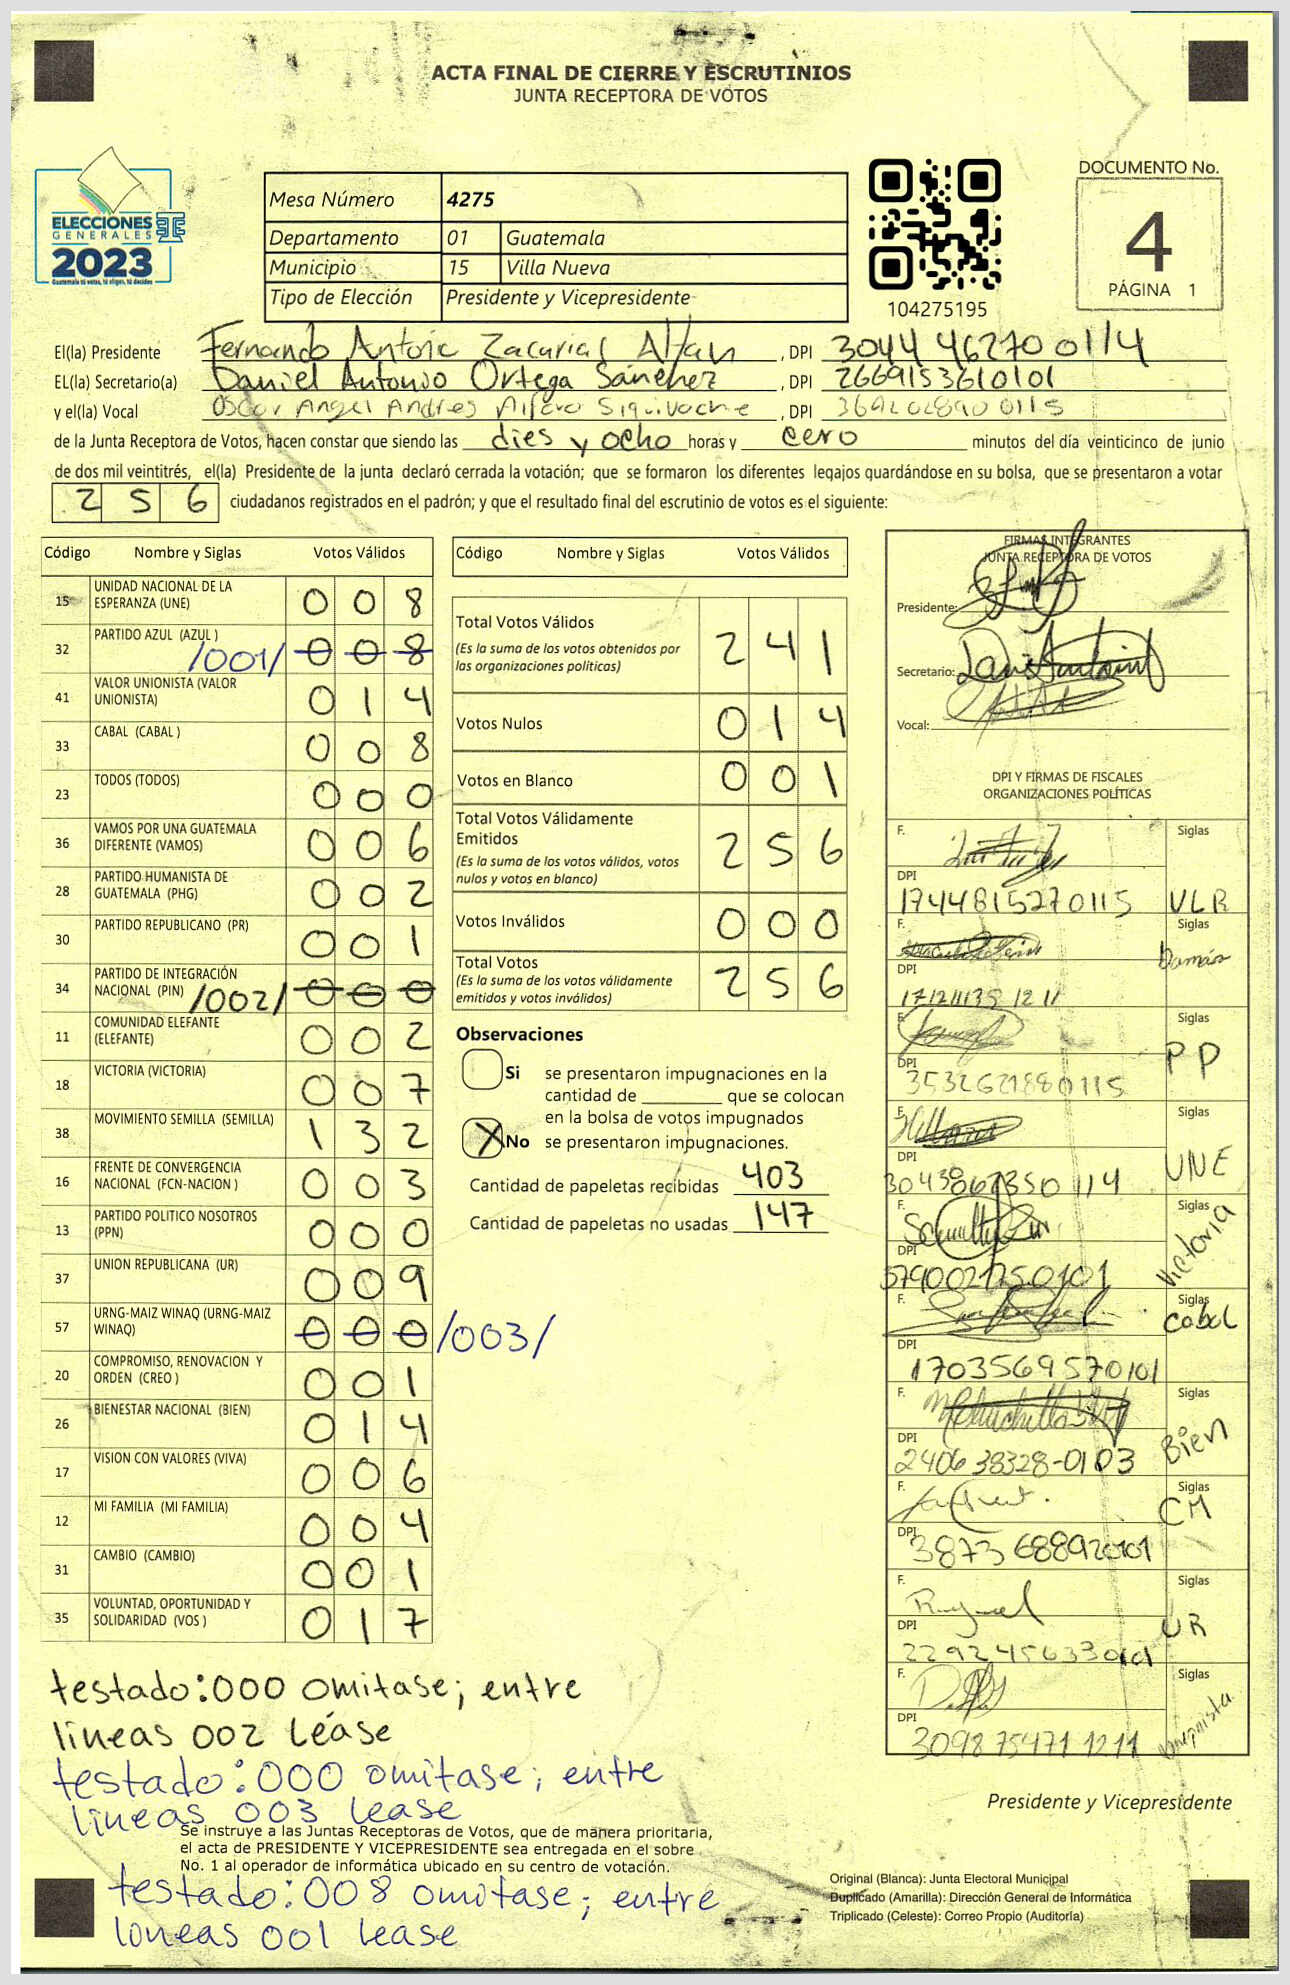 ACTA FINAL DE CIERRE Y ESCRUTINIOS
JUNTA RECEPTORA DE VOTOS
ELECCIONES
GENERALES
2023
Guatemala tú votas, tú eliges, tú decides
Mesa Número 4275
Departamento 01 Guatemala
Municipio 15 Villa Nueva
Tipo de Elección Presidente y Vicepresidente
104275195
DOCUMENTO No.
4
PÁGINA 1
El(la) Presidente Fernando Antonio Zacarias , DPI 3044 46270 0114
EL(la) Secretario(a) Daniel Antonio Ortega Sánchez , DPI 2669153610101
y el(la) Vocal Oscar Angel Andres Alfaro , DPI
de la Junta Receptora de Votos, hacen constar que siendo las dies y ocho horas y cero minutos del día veinticinco de junio
de dos mil veintitrés, el(la) Presidente de la junta declaró cerrada la votación; que se formaron los diferentes legajos guardándose en su bolsa, que se presentaron a votar
2 5 6 ciudadanos registrados en el padrón; y que el resultado final del escrutinio de votos es el siguiente:
Código Nombre y Siglas Votos Válidos
15 UNIDAD NACIONAL DE LA ESPERANZA (UNE) 0 0 8
32 PARTIDO AZUL (AZUL ) /001/ 0 0 8
41 VALOR UNIONISTA (VALOR UNIONISTA) 0 1 4
33 CABAL (CABAL ) 0 0 8
23 TODOS (TODOS) 0 0 0
36 VAMOS POR UNA GUATEMALA DIFERENTE (VAMOS) 0 0 6
28 PARTIDO HUMANISTA DE GUATEMALA (PHG) 0 0 2
30 PARTIDO REPUBLICANO (PR) 0 0 1
34 PARTIDO DE INTEGRACIÓN NACIONAL (PIN) /002/ 0 0 0
11 COMUNIDAD ELEFANTE (ELEFANTE) 0 0 2
18 VICTORIA (VICTORIA) 0 0 7
38 MOVIMIENTO SEMILLA (SEMILLA) 1 3 2
16 FRENTE DE CONVERGENCIA NACIONAL (FCN-NACION ) 0 0 3
13 PARTIDO POLITICO NOSOTROS (PPN) 0 0 0
37 UNION REPUBLICANA (UR) 0 0 9
57 URNG-MAIZ WINAQ (URNG-MAIZ WINAQ) 0 0 0 /003/
20 COMPROMISO, RENOVACION Y ORDEN (CREO ) 0 0 1
26 BIENESTAR NACIONAL (BIEN) 0 1 4
17 VISION CON VALORES (VIVA) 0 0 6
12 MI FAMILIA (MI FAMILIA) 0 0 4
31 CAMBIO (CAMBIO) 0 0 1
35 VOLUNTAD, OPORTUNIDAD Y SOLIDARIDAD (VOS ) 0 1 7
Código Nombre y Siglas Votos Válidos
Total Votos Válidos 2 4 1
(Es la suma de los votos obtenidos por las organizaciones políticas)
Votos Nulos 0 1 4
Votos en Blanco 0 0 1
Total Votos Válidamente Emitidos 2 5 6
(Es la suma de los votos válidos, votos nulos y votos en blanco)
Votos Inválidos 0 0 0
Total Votos 2 5 6
(Es la suma de los votos válidamente emitidos y votos inválidos)
Observaciones
Si se presentaron impugnaciones en la
cantidad de ________ que se colocan
en la bolsa de votos impugnados
X No se presentaron impugnaciones.
Cantidad de papeletas recibidas 403
Cantidad de papeletas no usadas 147
FIRMAS INTEGRANTES
JUNTA RECEPTORA DE VOTOS
Presidente:
Secretario:
Vocal:
DPI Y FIRMAS DE FISCALES
ORGANIZACIONES POLÍTICAS
F. Siglas
DPI
1744815270115 VLR
F. Siglas
DPI
F. Siglas
DPI PP
3532621880115
F. Siglas
DPI UNE
F. Siglas
DPI Victoria
F. Siglas
Cabal
DPI
1703569570101
F. Siglas
DPI Bien
2406 38328-0103
F. Siglas
CM
DPI
3873 688920101
F. Siglas
DPI UR
F. Siglas
DPI
3098 75471 1211
testado:000 omitase; entre
lineas 002 Léase
testado:000 omitase; entre
lineas 003 lease
Se instruye a las Juntas Receptoras de Votos, que de manera prioritaria,
el acta de PRESIDENTE Y VICEPRESIDENTE sea entregada en el sobre
No. 1 al operador de informática ubicado en su centro de votación.
testado:008 omitase; entre
loneas 001 lease
Presidente y Vicepresidente
Original (Blanca): Junta Electoral Municipal
Duplicado (Amarilla): Dirección General de Informática
Triplicado (Celeste): Correo Propio (Auditoría)